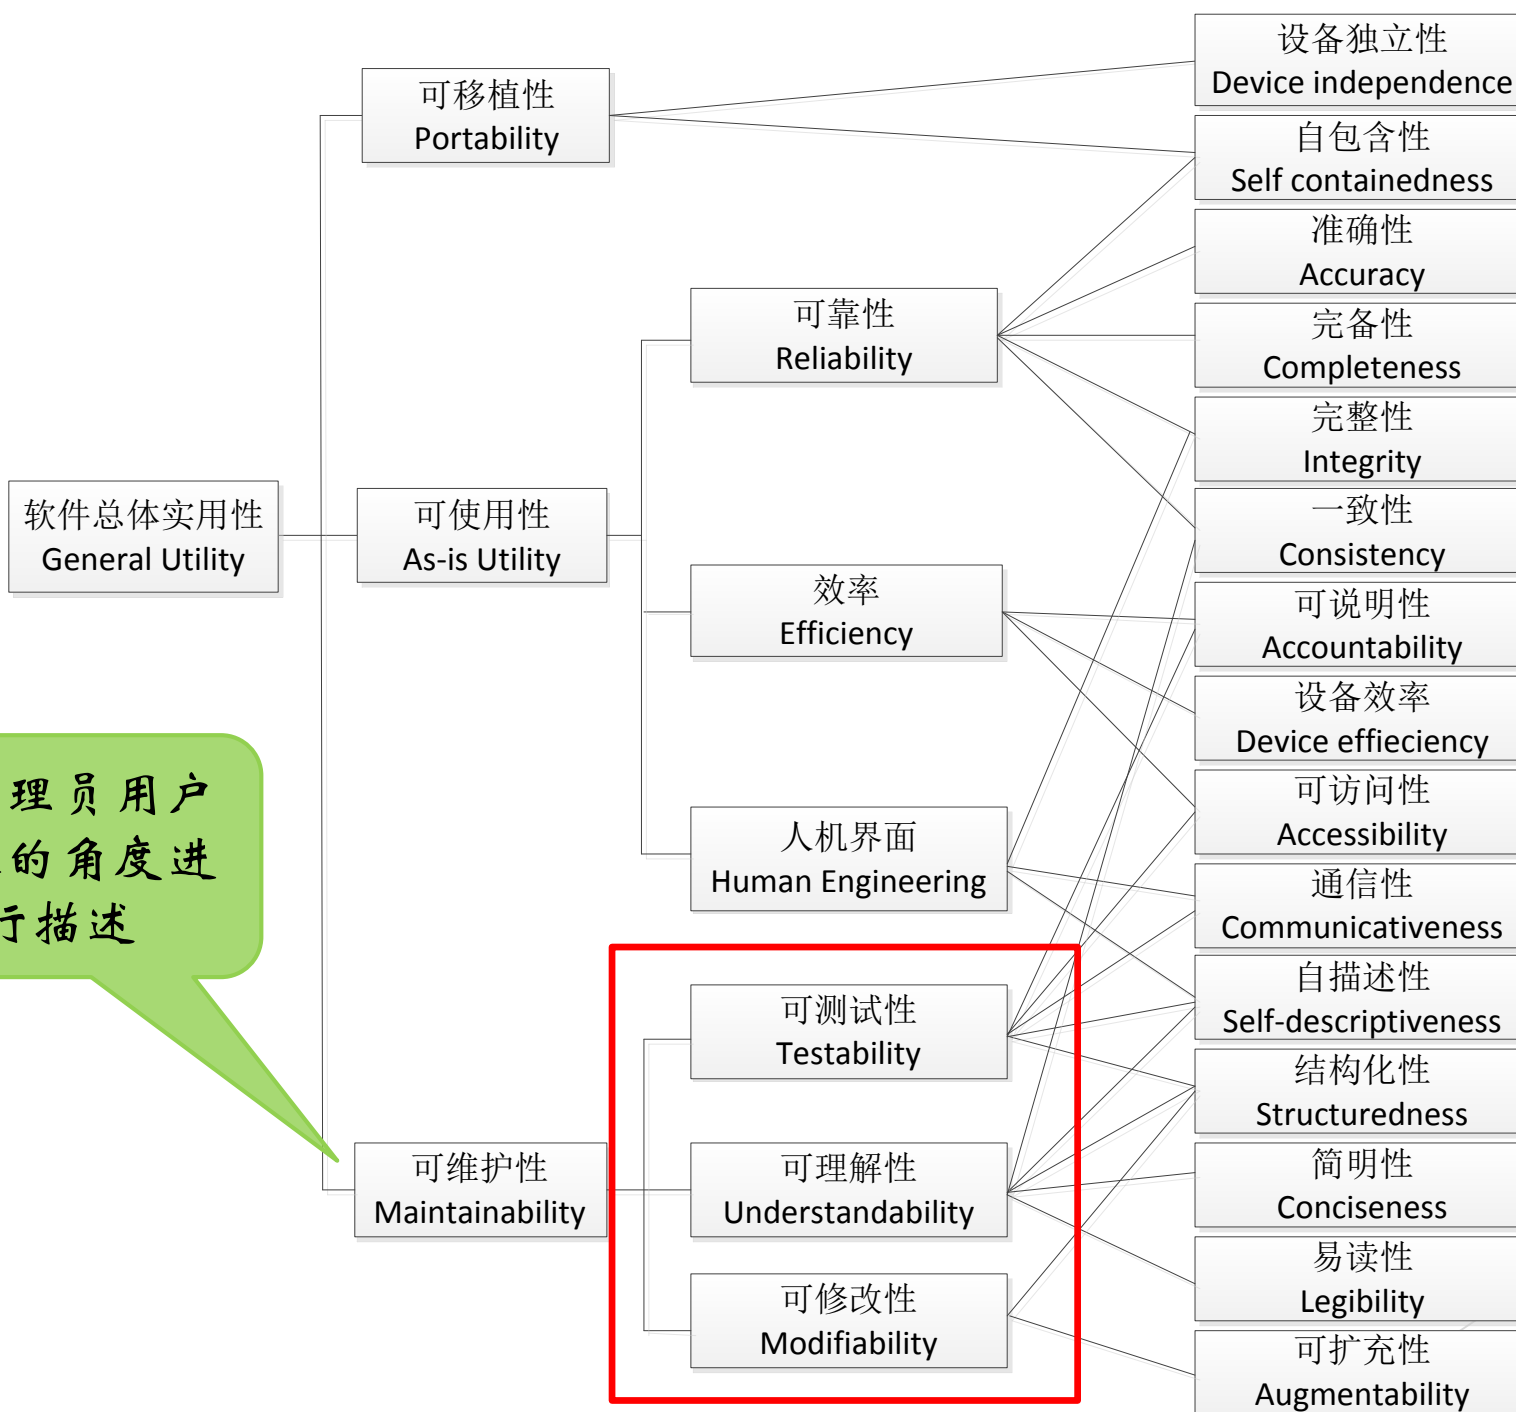 软件总体实用性
General Utility
可移植性
Portability
可使用性
As-is Utility
可维护性
Maintainability
可靠性
Reliability
效率
Efficiency
人机界面
Human Engineering
可测试性
Testability
可理解性
Understandability
可修改性
Modifiability
设备独立性
Device independence
自包含性
Self containedness
准确性
Accuracy
完备性
Completeness
完整性
Integrity
一致性
Consistency
可说明性
Accountability
设备效率
Device effieciency
可访问性
Accessibility
通信性
Communicativeness
自描述性
Self-descriptiveness
结构化性
Structuredness
简明性
Conciseness
易读性
Legibility
可扩充性
Augmentability
理员用户
的角度进
行描述